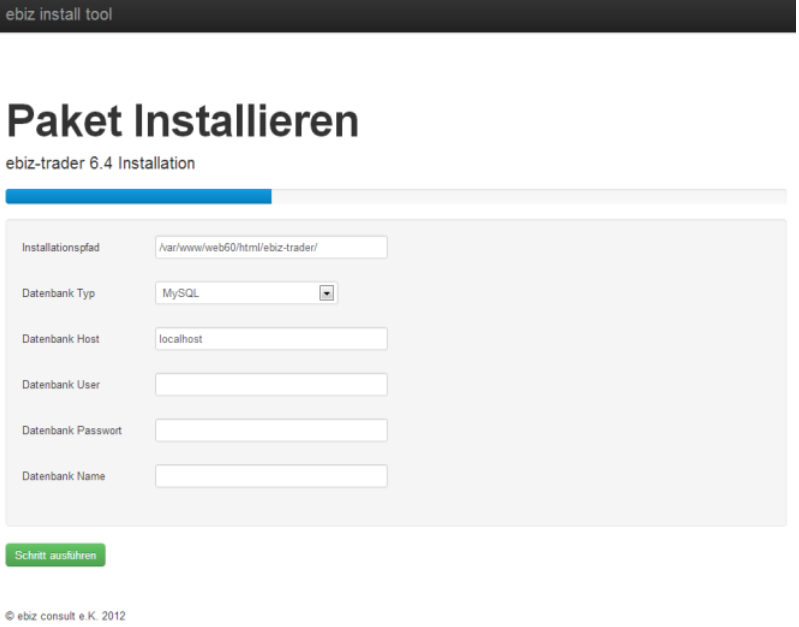 ebiz install tool
Paket Installieren
ebiz-trader 6.4 Installation
Installationspfad /var/www/web60/html/ebiz-trader/
Datenbank Typ MySQL
Datenbank Host localhost
Datenbank User
Datenbank Passwort
Datenbank Name
Schritt ausführen
© ebiz consult e.K. 2012